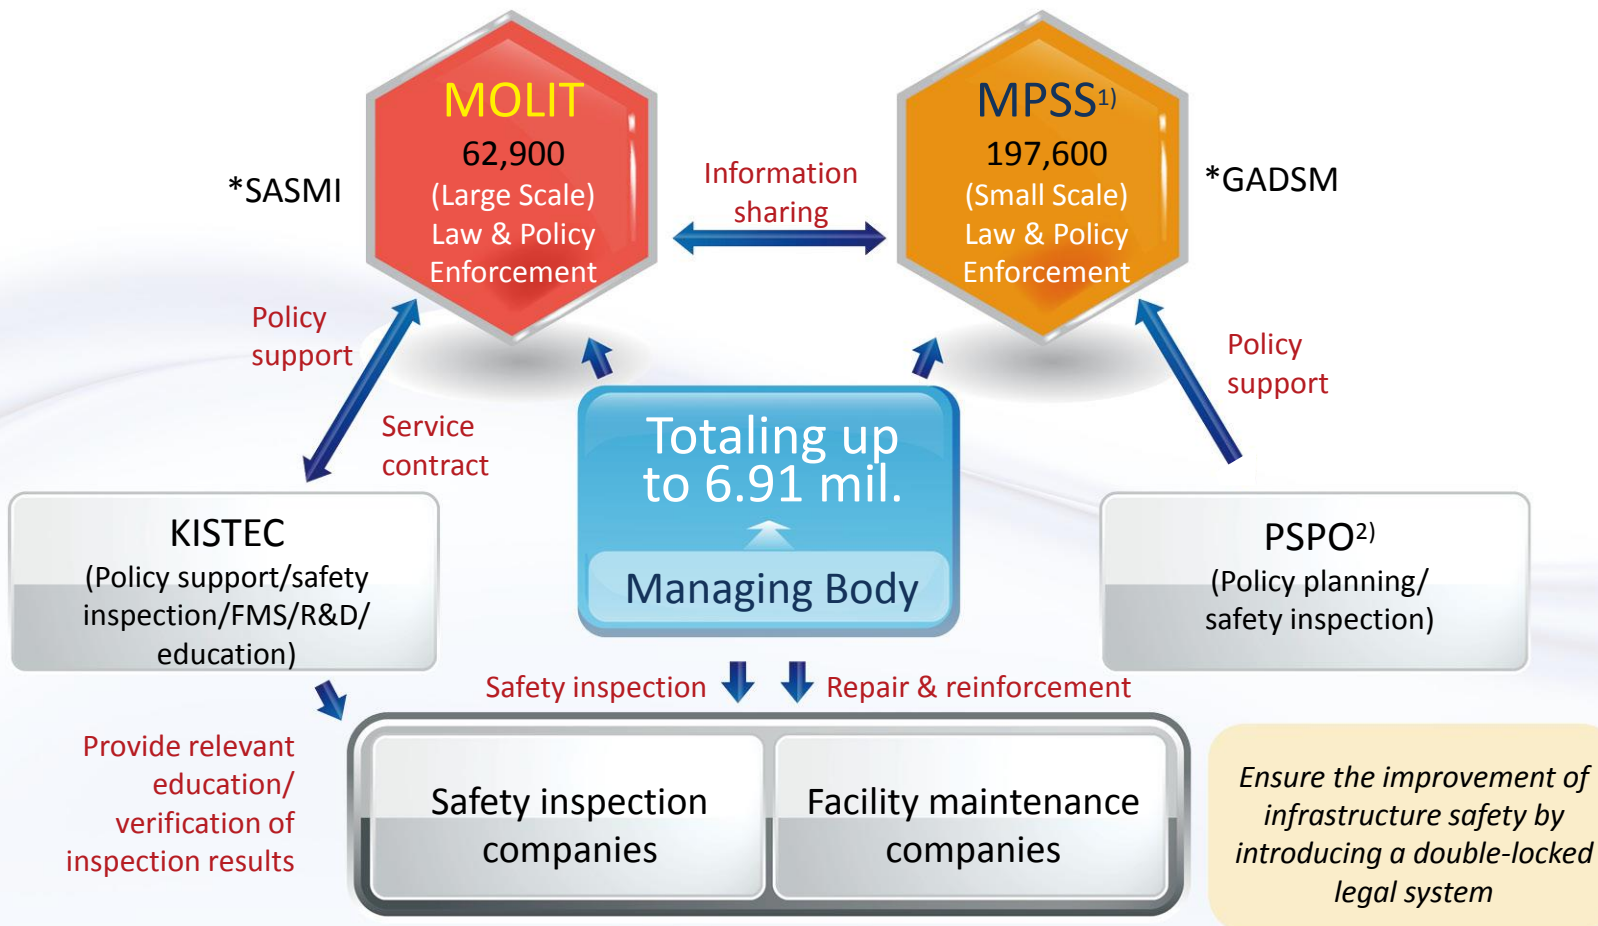 MOLIT
62,900
(Large Scale)
Law & Policy
Enforcement
*SASMI
Information
sharing
MPSS1)
197,600
(Small Scale)
Law & Policy
Enforcement
*GADSM
Policy
support
Service
contract
Policy
support
Totaling up
to 6.91 mil.
Managing Body
KISTEC
(Policy support/safety
inspection/FMS/R&D/
education)
PSPO2)
(Policy planning/
safety inspection)
Safety inspection
Repair & reinforcement
Provide relevant
education/
verification of
inspection results
Safety inspection
companies
Facility maintenance
companies
Ensure the improvement of
infrastructure safety by
introducing a double-locked
legal system